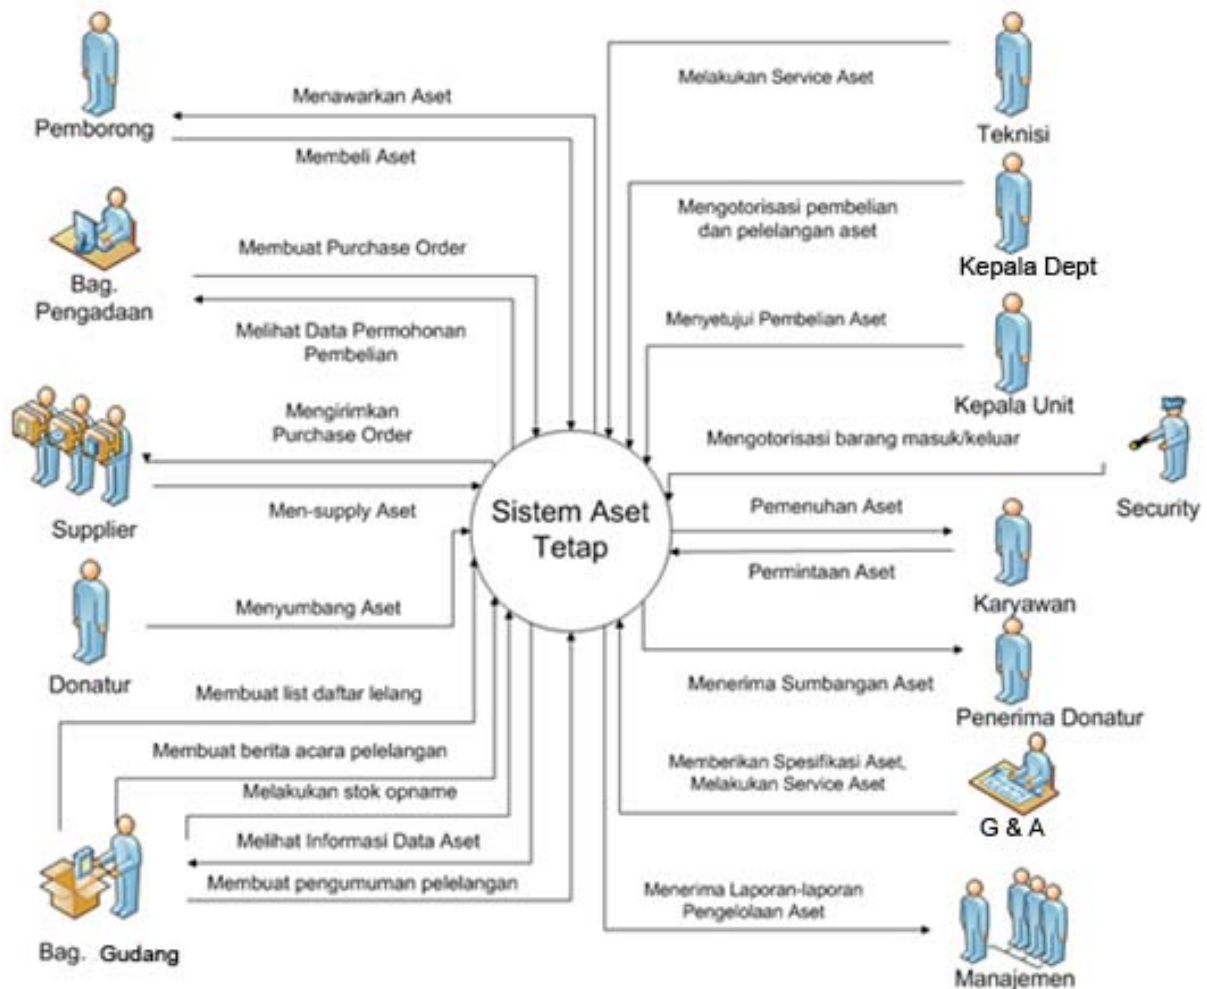 Menawarkan Aset
Pemborong
Membeli Aset
Membuat Purchase Order
Bag.
Pengadaan
Melihat Data Permohonan
Pembelian
Mengirimkan
Purchase Order
Supplier
Men-supply Aset
Donatur
Menyumbang Aset
Membuat list daftar lelang
Membuat berita acara pelelangan
Melakukan stok opname
Melihat Informasi Data Aset
Membuat pengumuman pelelangan
Bag. Gudang
Sistem Aset
Tetap
Melakukan Service Aset
Teknisi
Mengotorisasi pembelian
dan pelelangan aset
Kepala Dept
Menyetujui Pembelian Aset
Kepala Unit
Mengotorisasi barang masuk/keluar
Security
Pemenuhan Aset
Permintaan Aset
Karyawan
Menerima Sumbangan Aset
Penerima Donatur
Memberikan Spesifikasi Aset,
Melakukan Service Aset
G & A
Menerima Laporan-laporan
Pengelolaan Aset
Manajemen